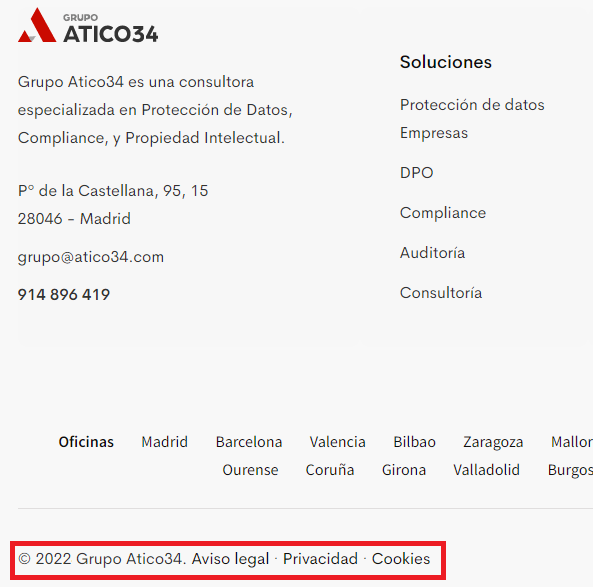 GRUPO
ATICO34
Grupo Atico34 es una consultora
especializada en Protección de Datos,
Compliance, y Propiedad Intelectual.
Pº de la Castellana, 95, 15
28046 - Madrid
grupo@atico34.com
914 896 419
Soluciones
Protección de datos
Empresas
DPO
Compliance
Auditoría
Consultoría
Oficinas Madrid Barcelona Valencia Bilbao Zaragoza Mallor
Ourense Coruña Girona Valladolid Burgos
© 2022 Grupo Atico34. Aviso legal · Privacidad · Cookies